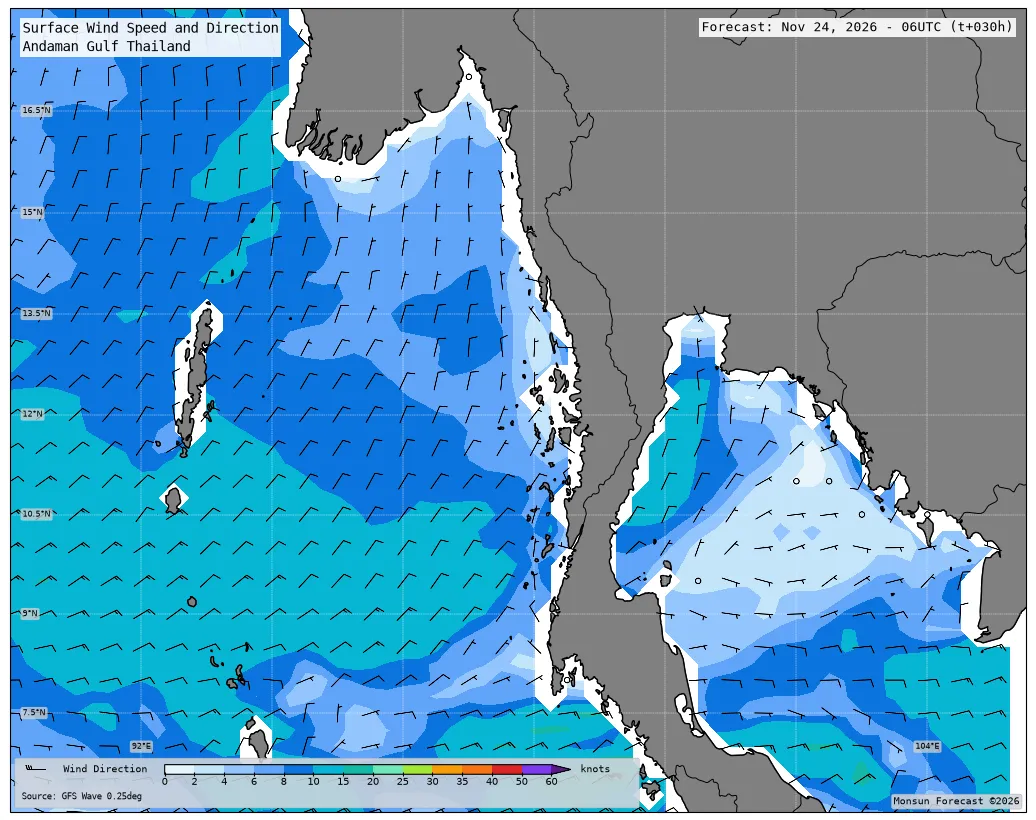 Surface Wind Speed and Direction
Andaman Gulf Thailand
Forecast: Nov 24, 2026 - 06UTC (t+030h)
16.5°N
15°N
13.5°N
12°N
10.5°N
9°N
7.5°N
92°E
104°E
Wind Direction
0 2 4 6 8 10 15 20 25 30 35 40 50 60
knots
Source: GFS Wave 0.25deg
Monsun Forecast ©2026